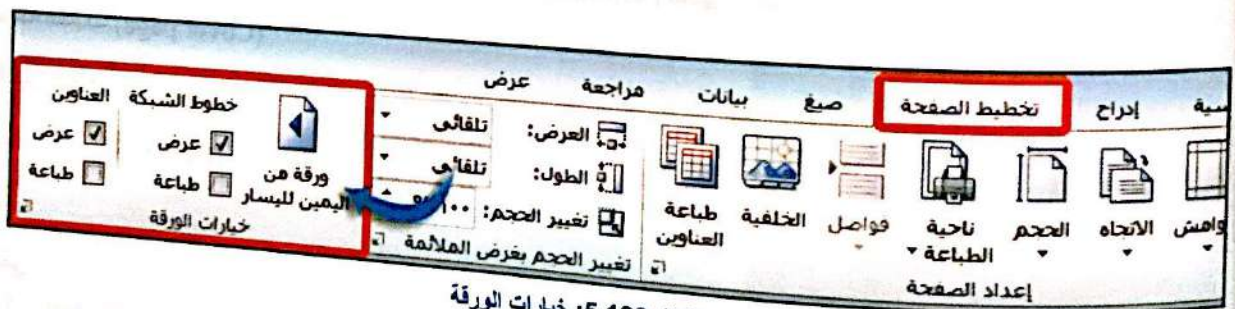 إدراج تخطيط الصفحة صيغ بيانات مراجعة عرض
الاتجاه
الحجم
ناحية
الطباعة
فواصل
الخلفية
طباعة
العناوين
إعداد الصفحة
العرض: تلقائي
الطول: تلقائي
تغيير الحجم:
تغيير الحجم بغرض الملائمة
ورقة من
اليمين لليسار
خطوط الشبكة
عرض
طباعة
العناوين
عرض
طباعة
خيارات الورقة
خيارات الورقة